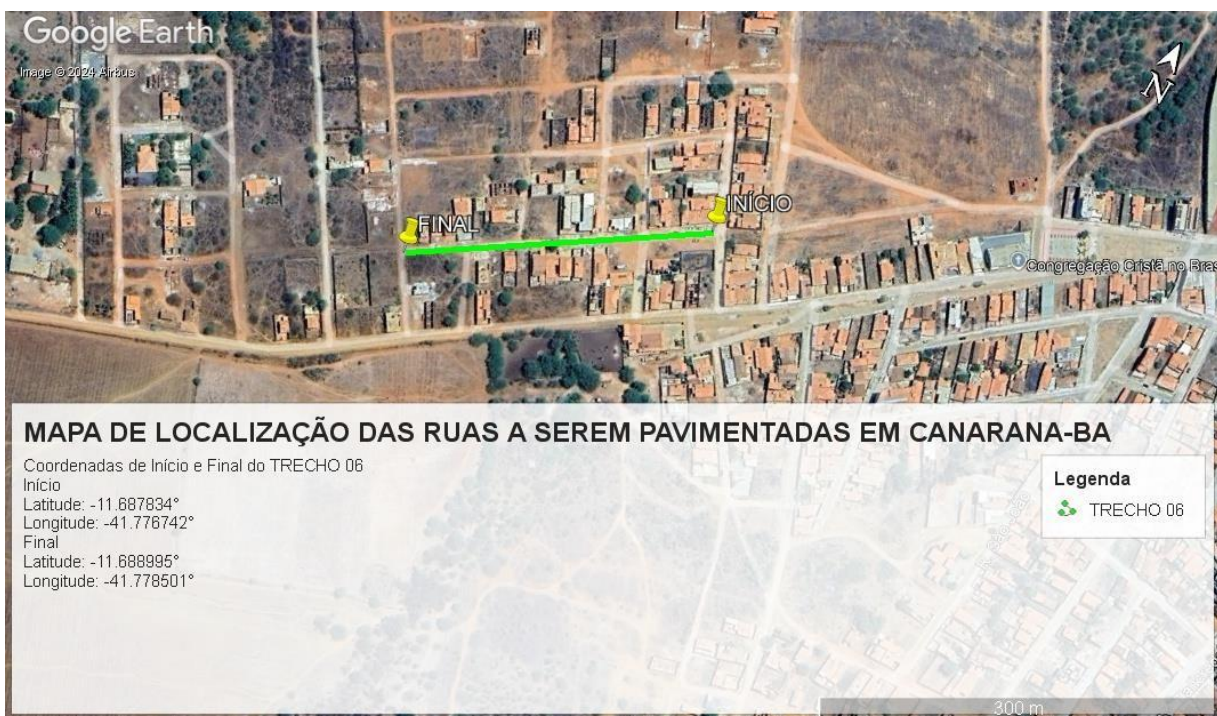 Google Earth
Image © 2024 Airbus
N
INÍCIO
FINAL
Congregação Cristã no Bras
MAPA DE LOCALIZAÇÃO DAS RUAS A SEREM PAVIMENTADAS EM CANARANA-BA
Coordenadas de Início e Final do TRECHO 06
Início
Latitude: -11.687834°
Longitude: -41.776742°
Final
Latitude: -11.688995°
Longitude: -41.778501°
Legenda
TRECHO 06
300 m